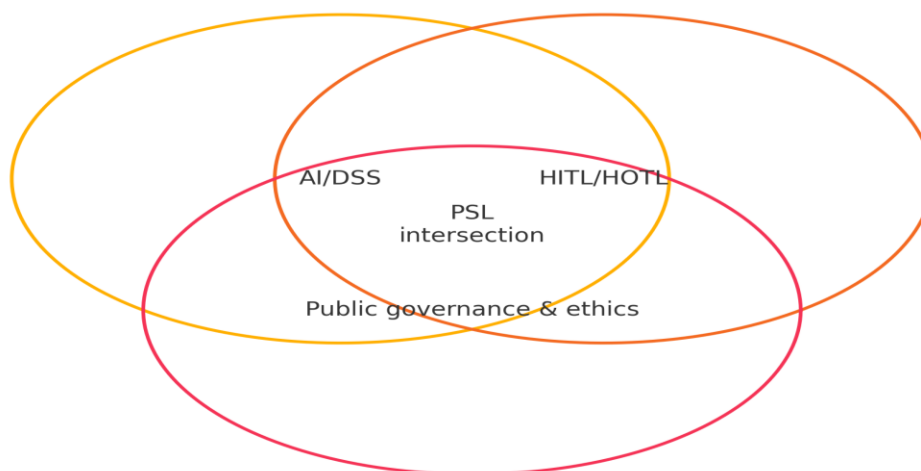 AI/DSS
HITL/HOTL
PSL
intersection
Public governance & ethics